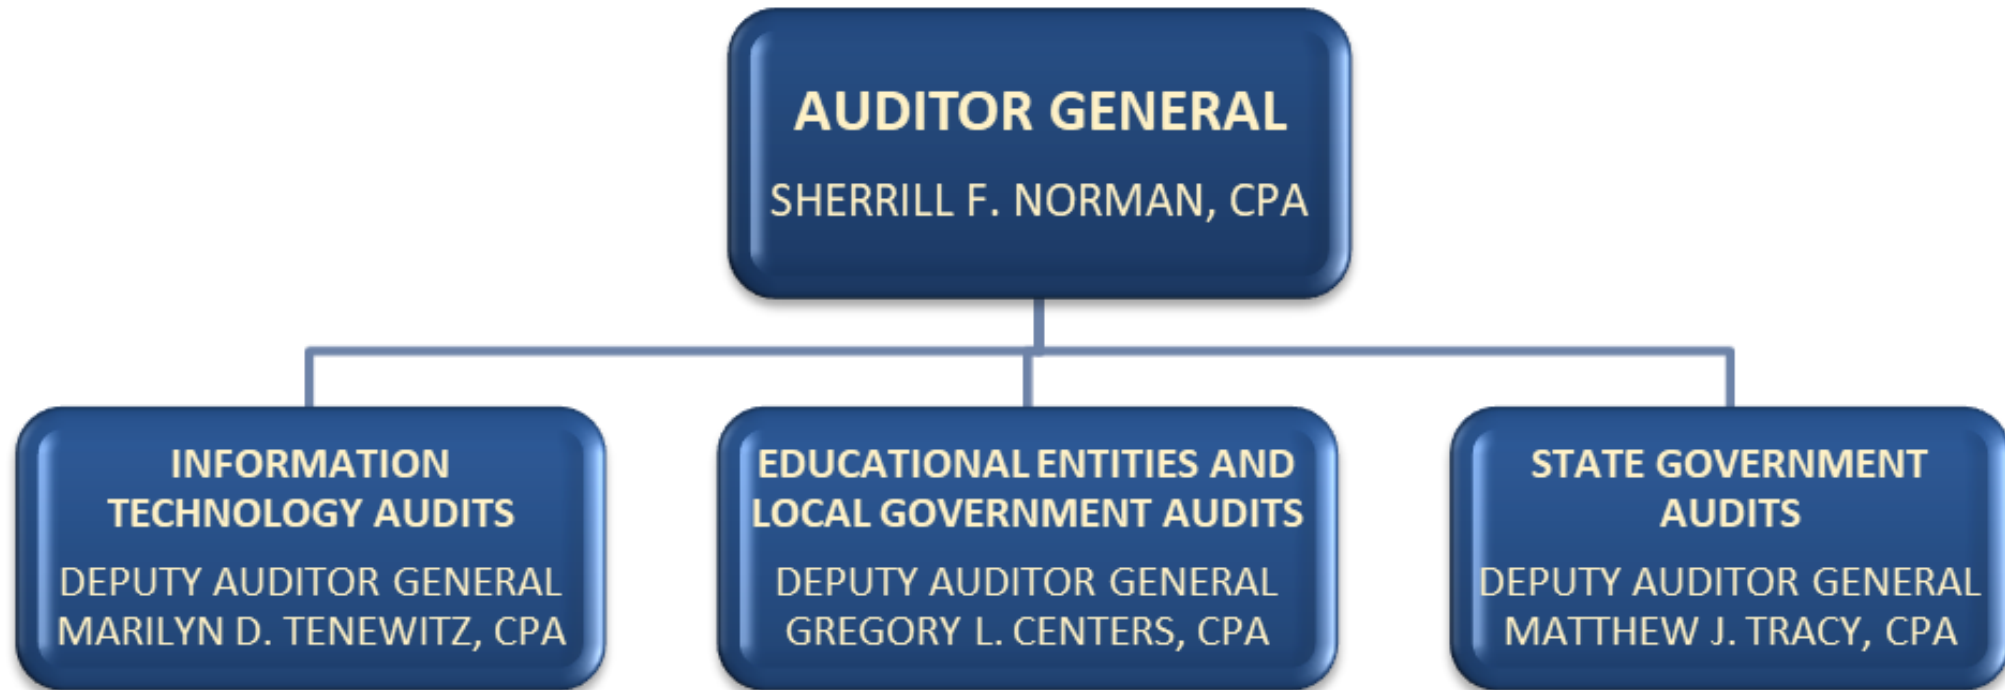 AUDITOR GENERAL
SHERRILL F. NORMAN, CPA
INFORMATION
TECHNOLOGY AUDITS
DEPUTY AUDITOR GENERAL
MARILYN D. TENEWITZ, CPA
EDUCATIONAL ENTITIES AND
LOCAL GOVERNMENT AUDITS
DEPUTY AUDITOR GENERAL
GREGORY L. CENTERS, CPA
STATE GOVERNMENT
AUDITS
DEPUTY AUDITOR GENERAL
MATTHEW J. TRACY, CPA